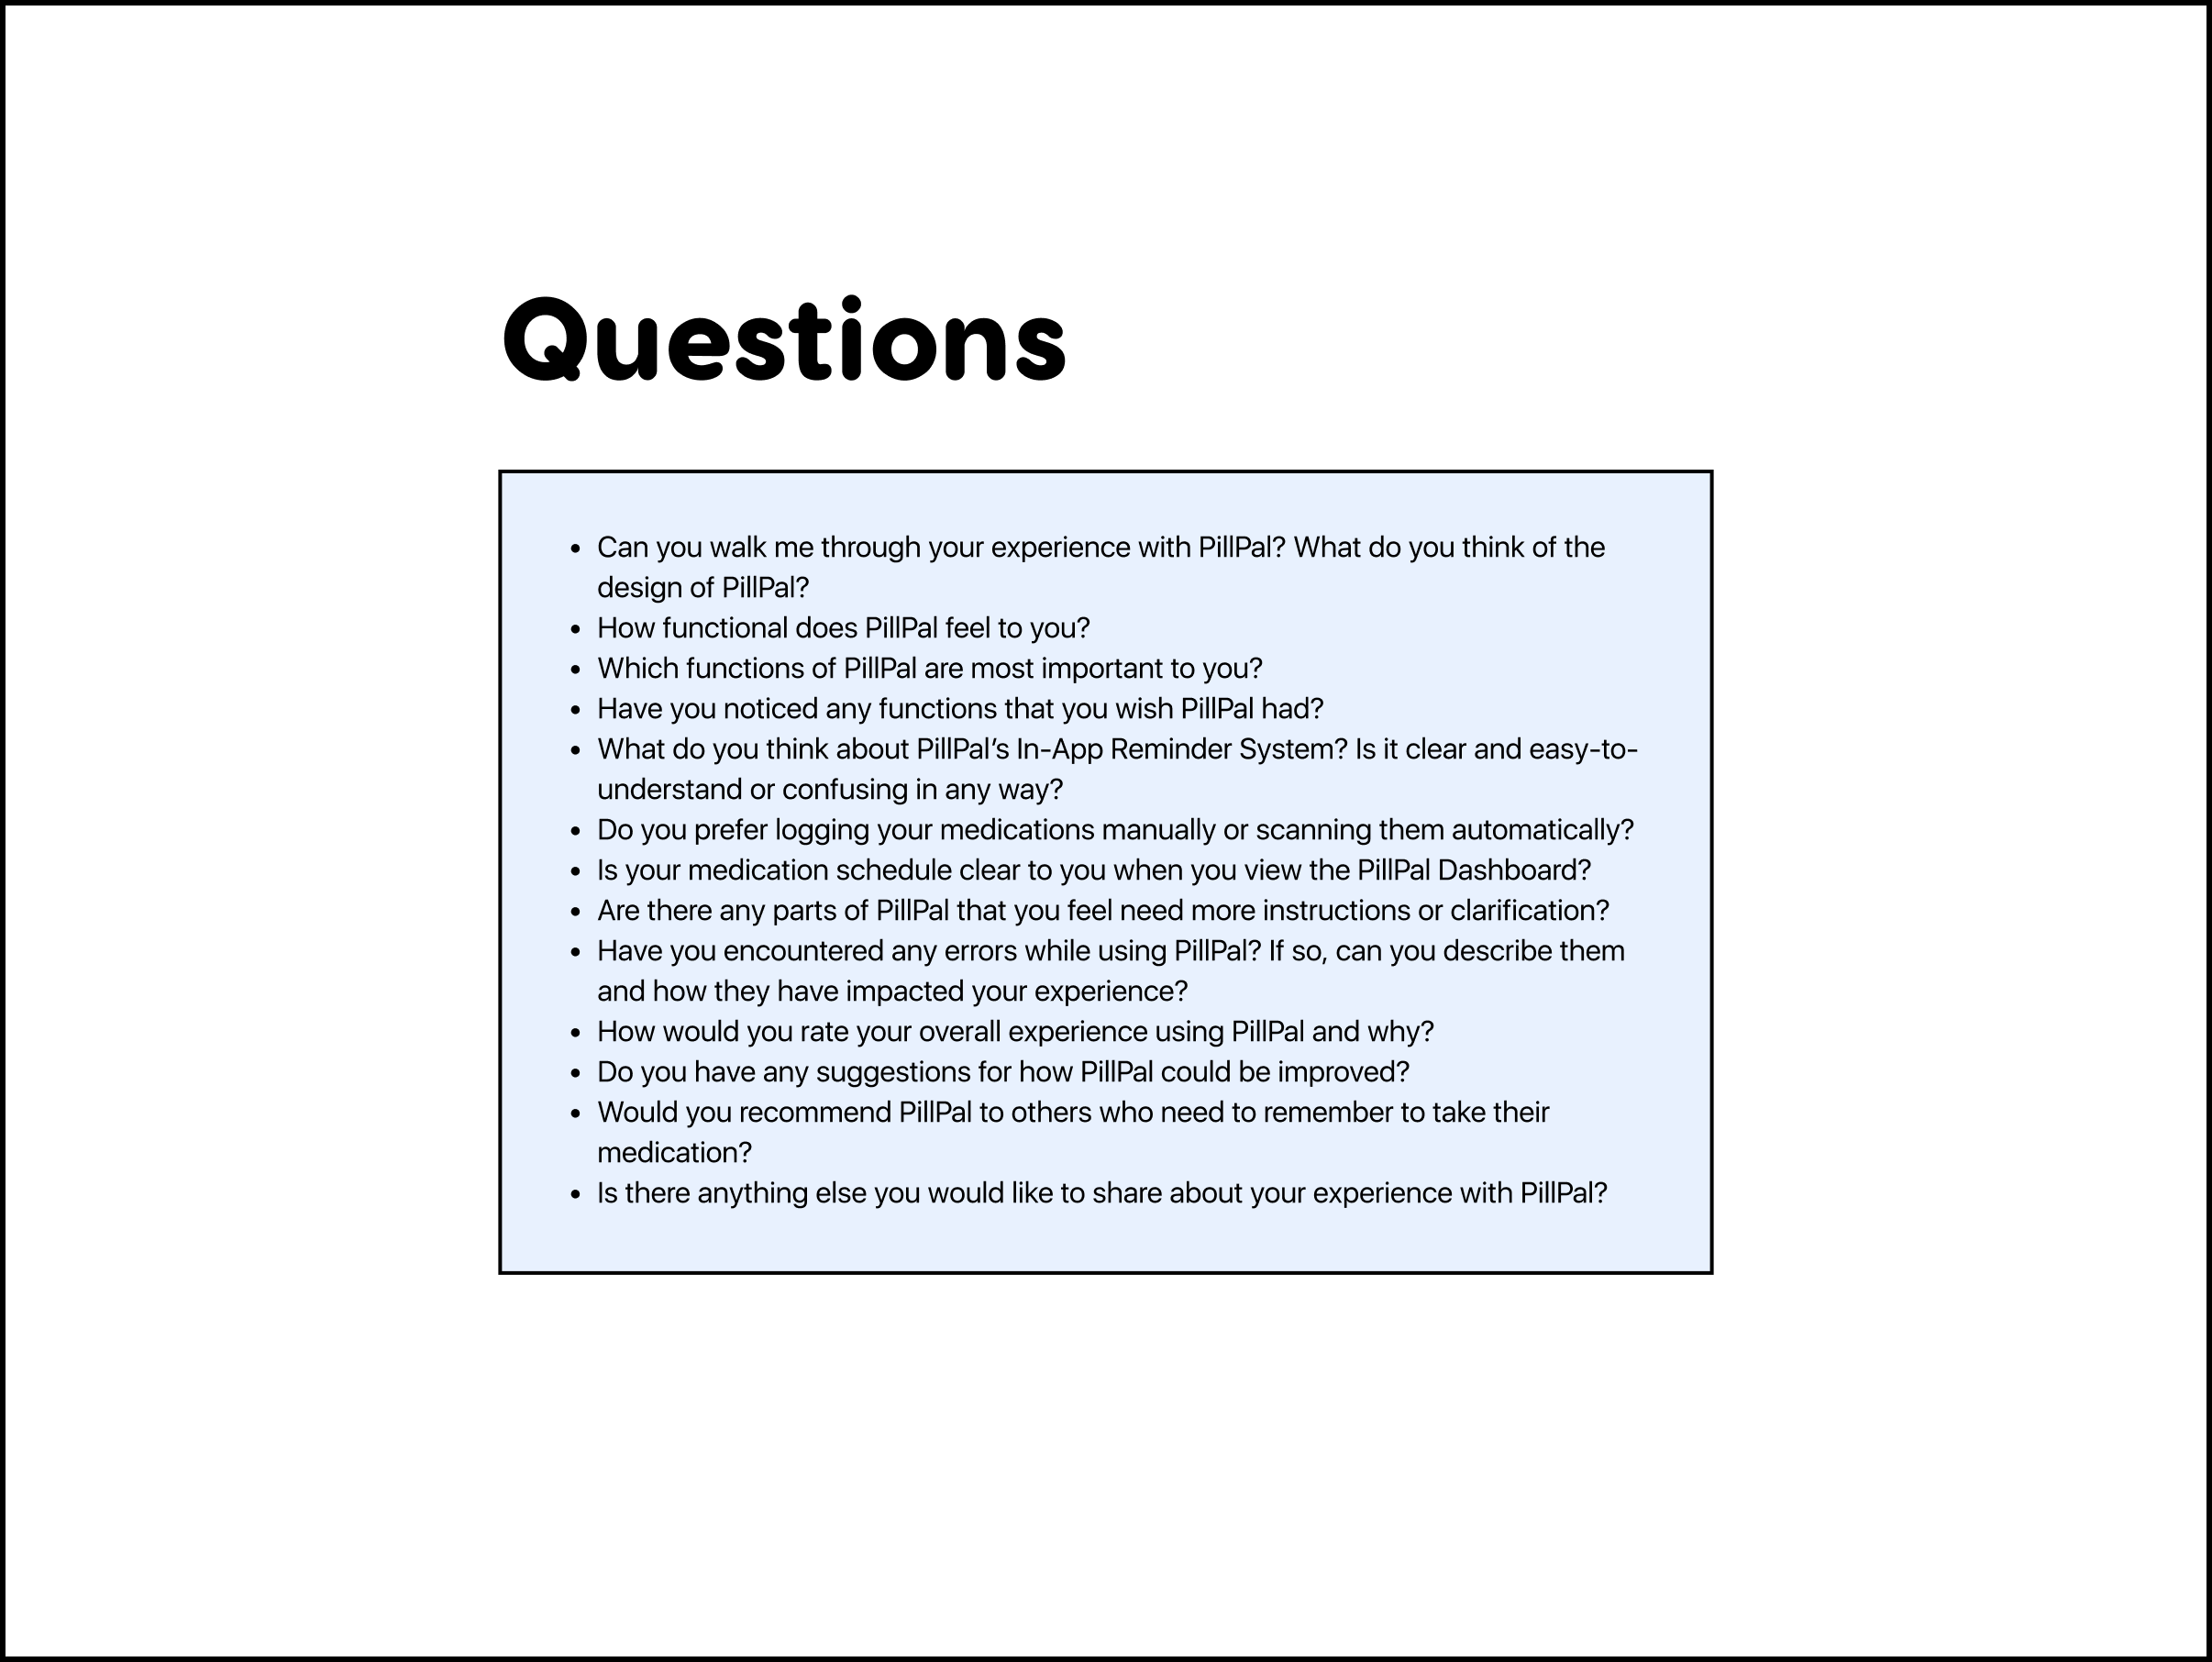 Questions
• Can you walk me through your experience with PillPal? What do you think of the
design of PillPal?
• How functional does PillPal feel to you?
• Which functions of PillPal are most important to you?
• Have you noticed any functions that you wish PillPal had?
• What do you think about PillPal’s In-App Reminder System? Is it clear and easy-to-
understand or confusing in any way?
• Do you prefer logging your medications manually or scanning them automatically?
• Is your medication schedule clear to you when you view the PillPal Dashboard?
• Are there any parts of PillPal that you feel need more instructions or clarification?
• Have you encountered any errors while using PillPal? If so, can you describe them
and how they have impacted your experience?
• How would you rate your overall experience using PillPal and why?
• Do you have any suggestions for how PillPal could be improved?
• Would you recommend PillPal to others who need to remember to take their
medication?
• Is there anything else you would like to share about your experience with PillPal?